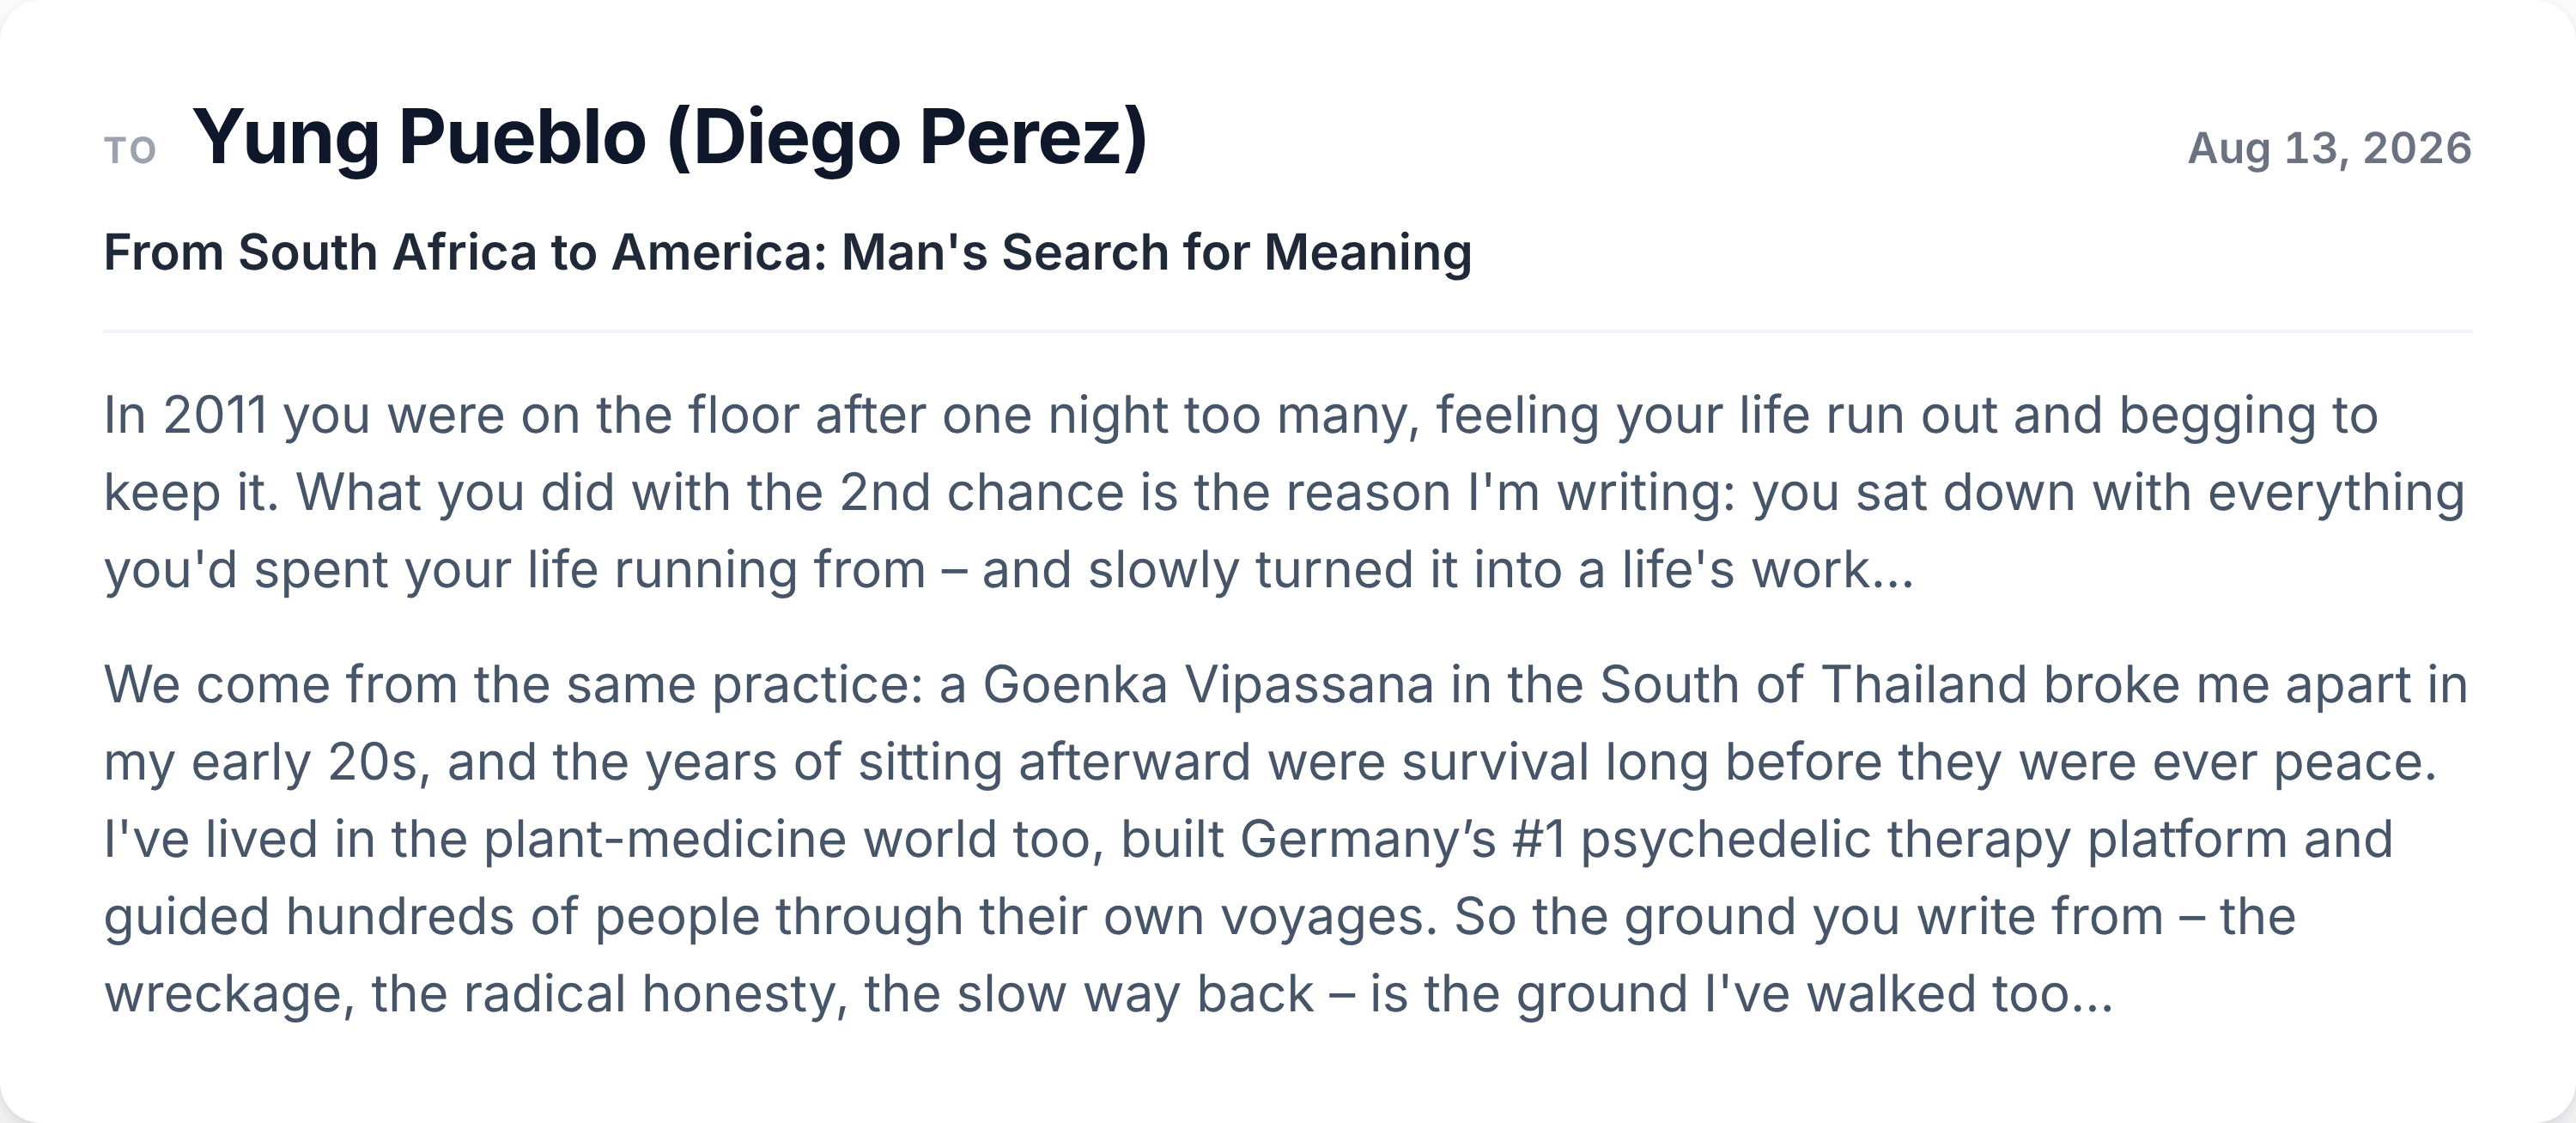 TO Yung Pueblo (Diego Perez) Aug 13, 2026
From South Africa to America: Man's Search for Meaning
In 2011 you were on the floor after one night too many, feeling your life run out and begging to
keep it. What you did with the 2nd chance is the reason I'm writing: you sat down with everything
you'd spent your life running from – and slowly turned it into a life's work...
We come from the same practice: a Goenka Vipassana in the South of Thailand broke me apart in
my early 20s, and the years of sitting afterward were survival long before they were ever peace.
I've lived in the plant-medicine world too, built Germany’s #1 psychedelic therapy platform and
guided hundreds of people through their own voyages. So the ground you write from – the
wreckage, the radical honesty, the slow way back – is the ground I've walked too...